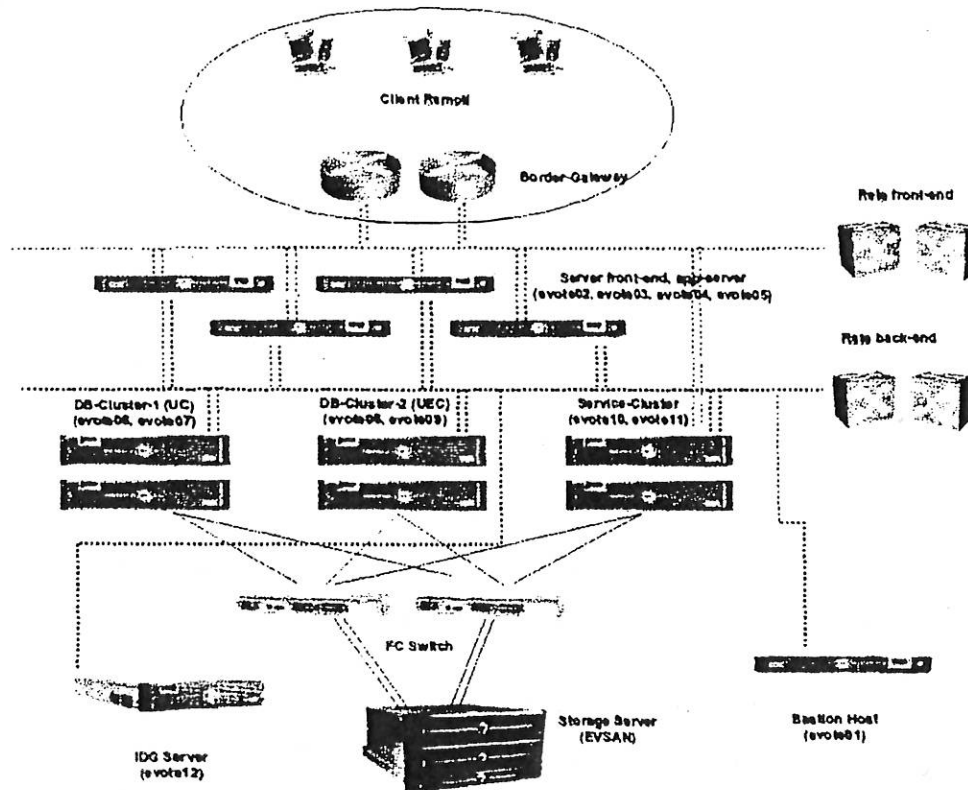 Client Remoti
Border-Gateway
Rete front-end
Server front-end, app-server
(evote02, evote03, evote04, evote05)
Rete back-end
DB-Cluster-1 (UC)
(evote06, evote07)
DB-Cluster-2 (UEC)
(evote08, evote09)
Service-Cluster
(evote10, evote11)
FC Switch
Storage Server
(EVSAN)
Bastion Host
(evote01)
IDG Server
(evote12)